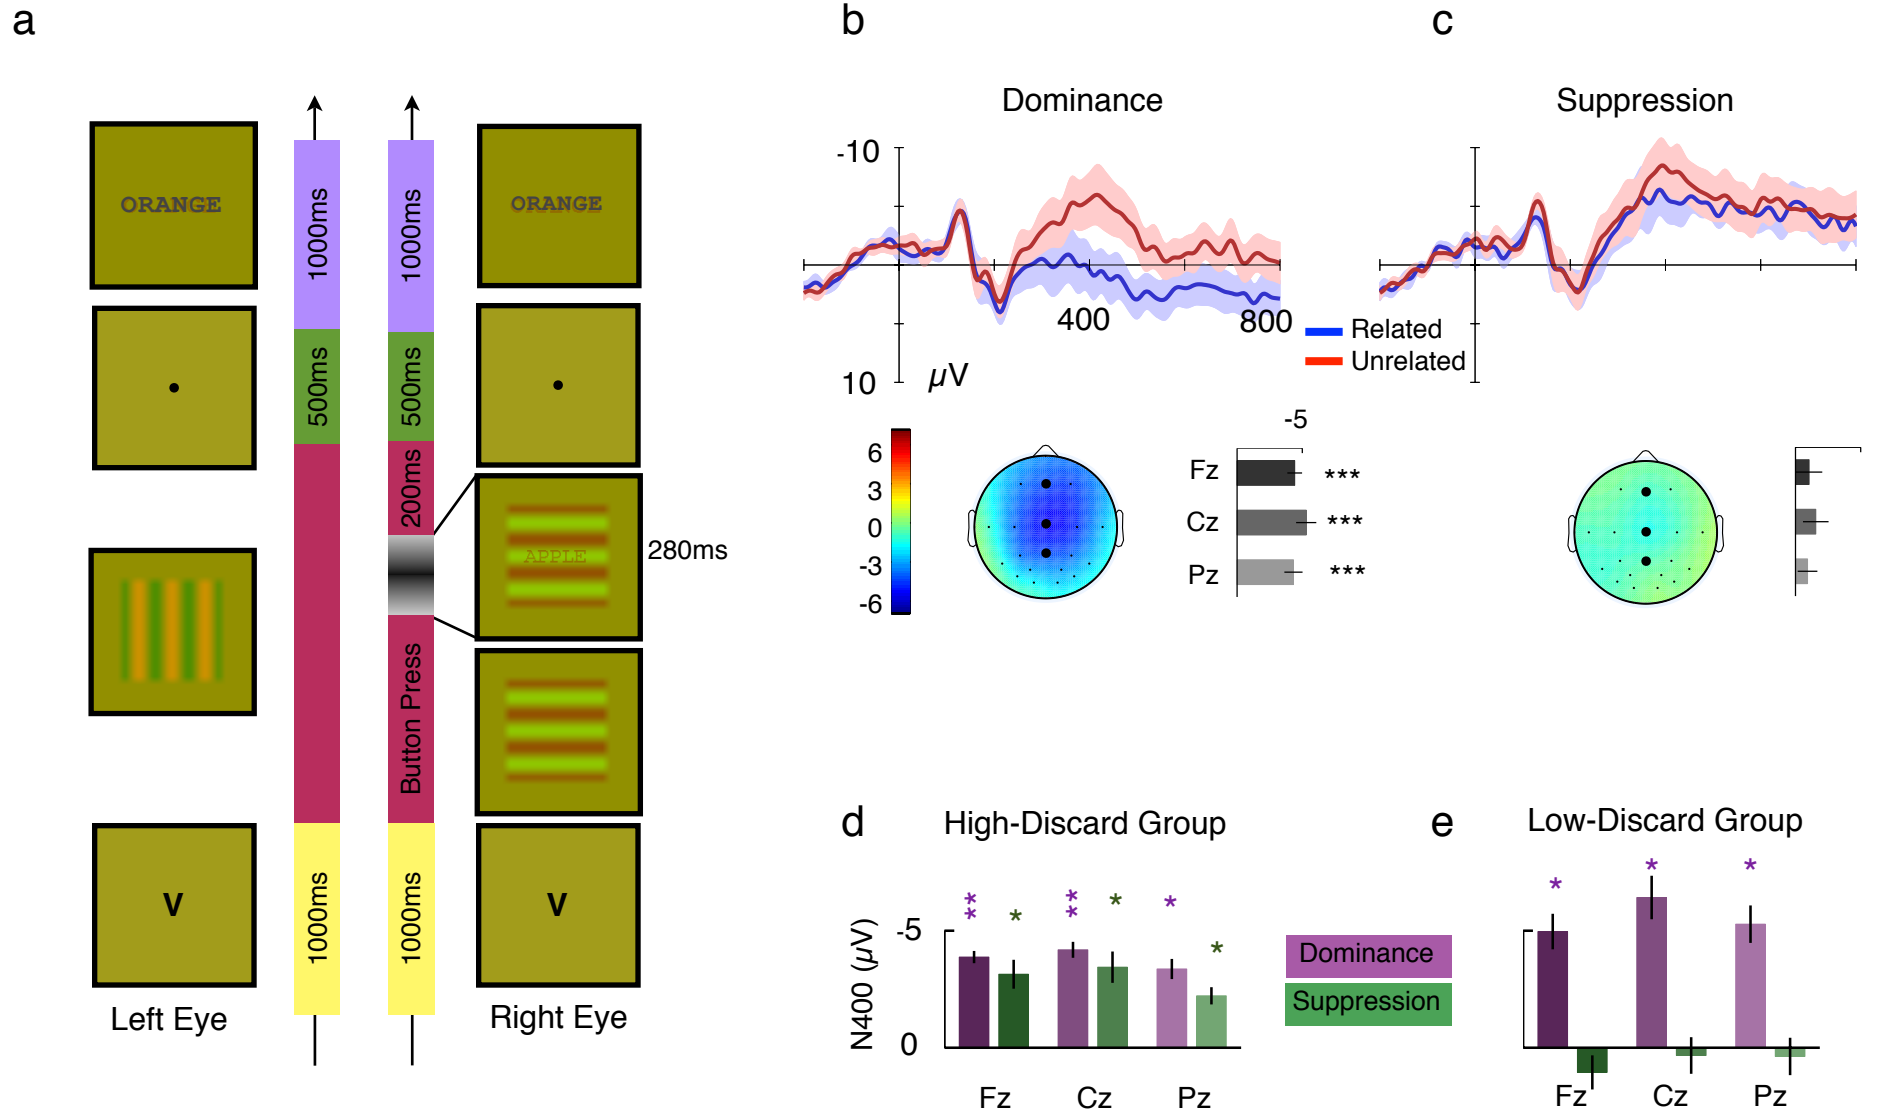 a
ORANGE
1000ms
1000ms
ORANGE
500ms
500ms
200ms
APPLE
280ms
Button Press
V
1000ms
1000ms
V
Left Eye
Right Eye
b
Dominance
-10
400
800
10
µV
Related
Unrelated
6
3
0
-3
-6
-5
Fz
***
Cz
***
Pz
***
c
Suppression
d
High-Discard Group
N400 (µV)
-5
0
**
*
**
*
*
*
Fz
Cz
Pz
Dominance
Suppression
e
Low-Discard Group
*
*
*
Fz
Cz
Pz